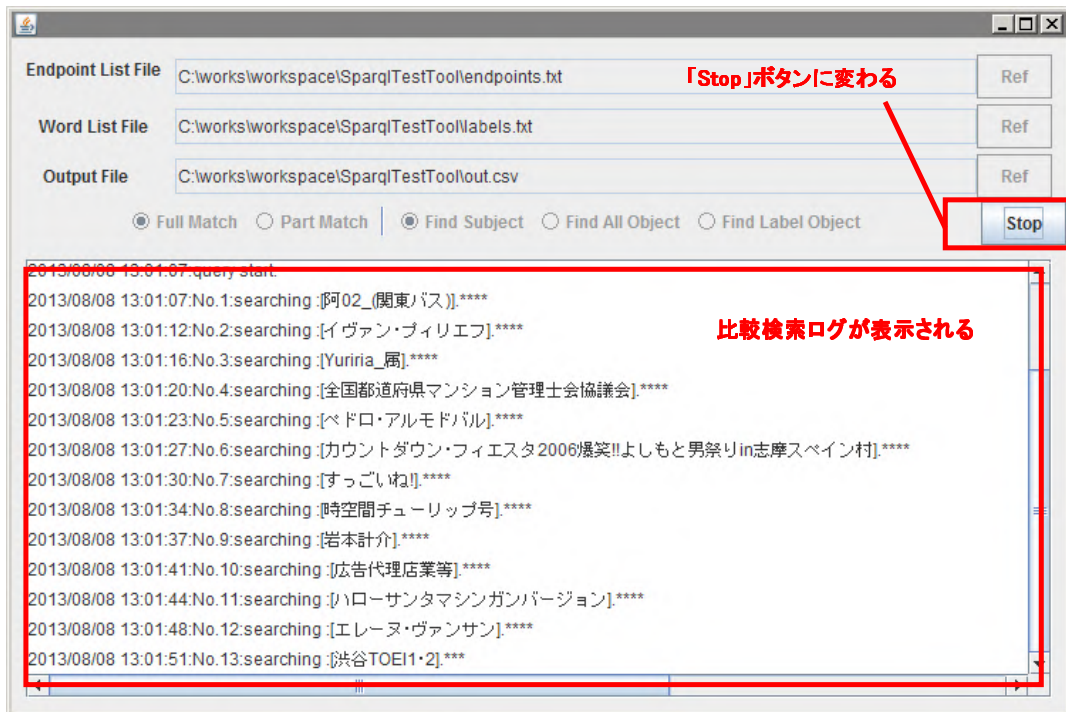 Endpoint List File C:\works\workspace\SparqlTestTool\endpoints.txt Ref
「Stop」ボタンに変わる
Word List File C:\works\workspace\SparqlTestTool\labels.txt Ref
Output File C:\works\workspace\SparqlTestTool\out.csv Ref
Full Match Part Match Find Subject Find All Object Find Label Object Stop
2013/08/08 13:01:07:query start.
2013/08/08 13:01:07:No.1:searching :[阿02_(関東バス)].****
比較検索ログが表示される
2013/08/08 13:01:12:No.2:searching :[イヴァン・ブィリエフ].****
2013/08/08 13:01:16:No.3:searching :[Yuriria_属].****
2013/08/08 13:01:20:No.4:searching :[全国都道府県マンション管理士会協議会].****
2013/08/08 13:01:23:No.5:searching :[ペドロ・アルモドバル].****
2013/08/08 13:01:27:No.6:searching :[カウントダウン・フィエスタ2006爆笑!!よしもと男祭りin志摩スペイン村].****
2013/08/08 13:01:30:No.7:searching :[すっごいね!].****
2013/08/08 13:01:34:No.8:searching :[時空間チューリップ号].****
2013/08/08 13:01:37:No.9:searching :[岩本計介].****
2013/08/08 13:01:41:No.10:searching :[広告代理店業等].****
2013/08/08 13:01:44:No.11:searching :[ハローサンタマシンガンバージョン].****
2013/08/08 13:01:48:No.12:searching :[エレーヌ・ヴァンサン].****
2013/08/08 13:01:51:No.13:searching :[渋谷TOEI1・2].***